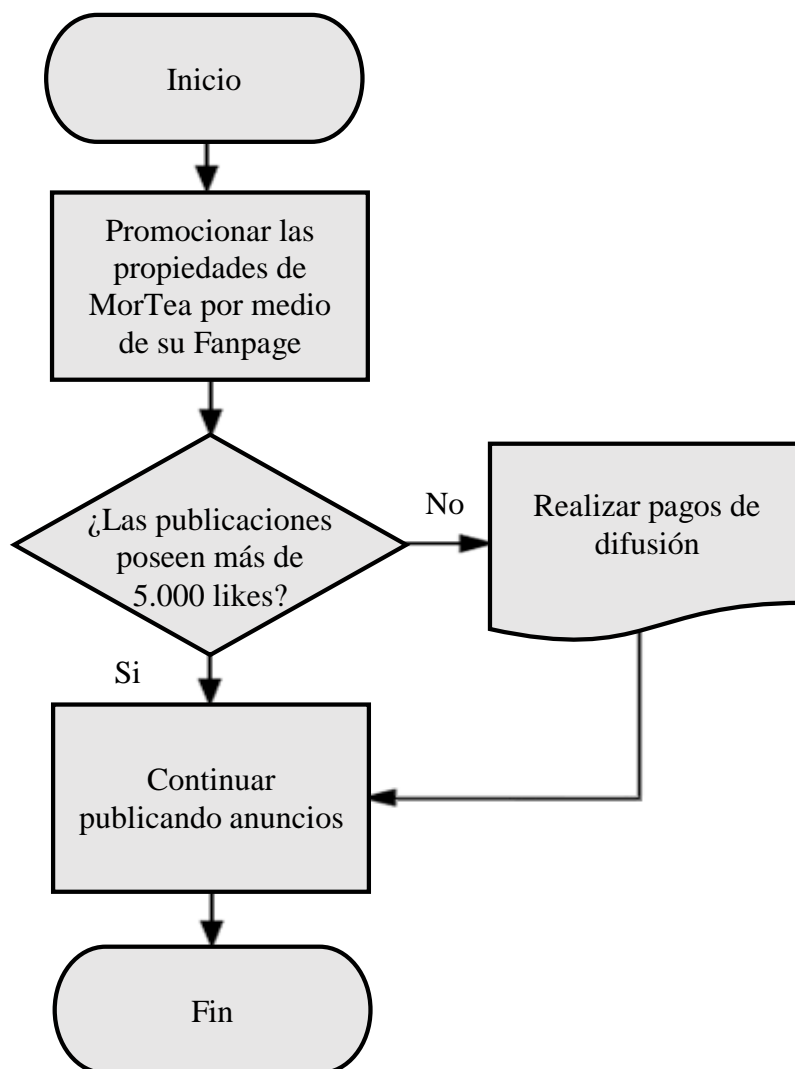 Inicio
Promocionar las
propiedades de
MorTea por medio
de su Fanpage
¿Las publicaciones
poseen más de
5.000 likes?
No
Realizar pagos de
difusión
Si
Continuar
publicando anuncios
Fin